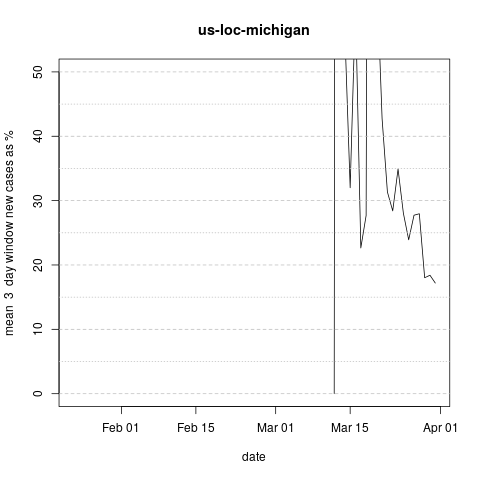 us-loc-michigan
mean 3 day window new cases as %
50
40
30
20
10
0
Feb 01
Feb 15
Mar 01
Mar 15
Apr 01
date